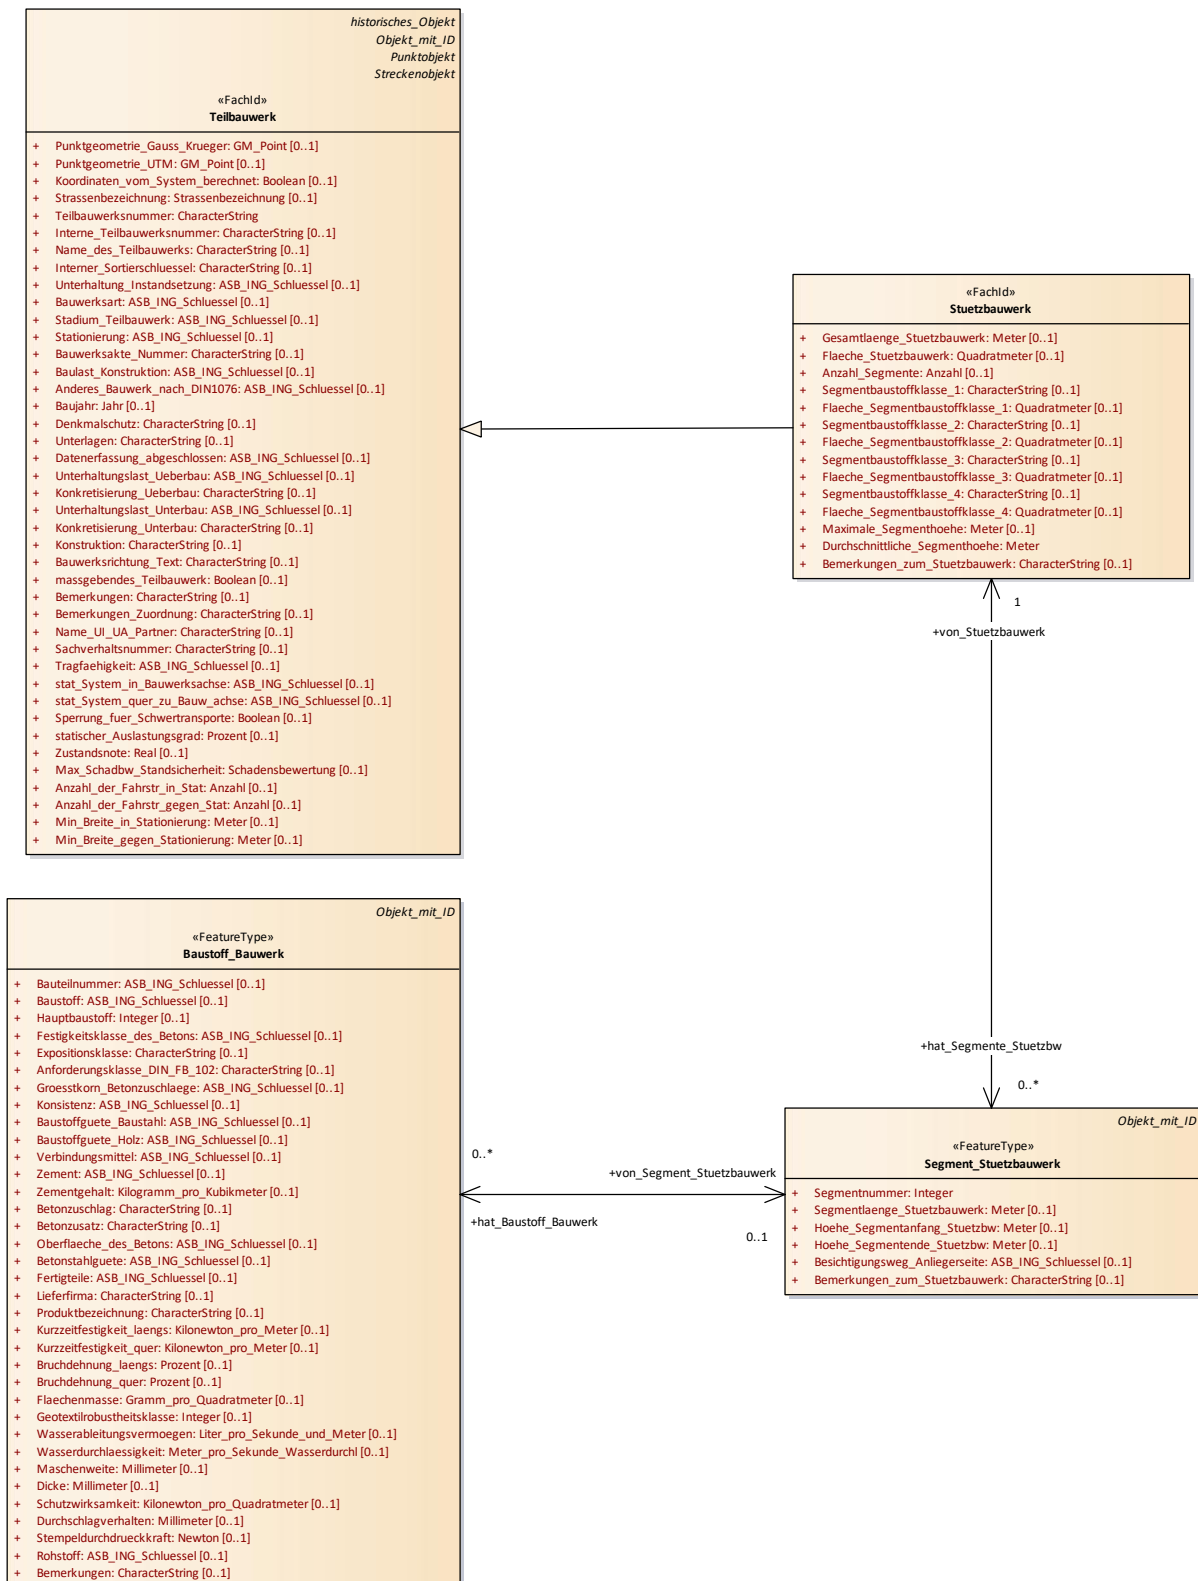 historisches_Objekt
Objekt_mit_ID
Punktobjekt
Streckenobjekt
«FachId»
Teilbauwerk
+ Punktgeometrie_Gauss_Krueger: GM_Point [0..1]
+ Punktgeometrie_UTM: GM_Point [0..1]
+ Koordinaten_vom_System_berechnet: Boolean [0..1]
+ Strassenbezeichnung: Strassenbezeichnung [0..1]
+ Teilbauwerksnummer: CharacterString
+ Interne_Teilbauwerksnummer: CharacterString [0..1]
+ Name_des_Teilbauwerks: CharacterString [0..1]
+ Interner_Sortierschluessel: CharacterString [0..1]
+ Unterhaltung_Instandsetzung: ASB_ING_Schluessel [0..1]
+ Bauwerksart: ASB_ING_Schluessel [0..1]
+ Stadium_Teilbauwerk: ASB_ING_Schluessel [0..1]
+ Stationierung: ASB_ING_Schluessel [0..1]
+ Bauwerksakte_Nummer: CharacterString [0..1]
+ Baulast_Konstruktion: ASB_ING_Schluessel [0..1]
+ Anderes_Bauwerk_nach_DIN1076: ASB_ING_Schluessel [0..1]
+ Baujahr: Jahr [0..1]
+ Denkmalschutz: CharacterString [0..1]
+ Unterlagen: CharacterString [0..1]
+ Datenerfassung_abgeschlossen: ASB_ING_Schluessel [0..1]
+ Unterhaltungslast_Ueberbau: ASB_ING_Schluessel [0..1]
+ Konkretisierung_Ueberbau: CharacterString [0..1]
+ Unterhaltungslast_Unterbau: ASB_ING_Schluessel [0..1]
+ Konkretisierung_Unterbau: CharacterString [0..1]
+ Konstruktion: CharacterString [0..1]
+ Bauwerksrichtung_Text: CharacterString [0..1]
+ massgebendes_Teilbauwerk: Boolean [0..1]
+ Bemerkungen: CharacterString [0..1]
+ Bemerkungen_Zuordnung: CharacterString [0..1]
+ Name_UI_UA_Partner: CharacterString [0..1]
+ Sachverhaltsnummer: CharacterString [0..1]
+ Tragfaehigkeit: ASB_ING_Schluessel [0..1]
+ stat_System_in_Bauwerksachse: ASB_ING_Schluessel [0..1]
+ stat_System_quer_zu_Bauw_achse: ASB_ING_Schluessel [0..1]
+ Sperrung_fuer_Schwertransporte: Boolean [0..1]
+ statischer_Auslastungsgrad: Prozent [0..1]
+ Zustandsnote: Real [0..1]
+ Max_Schadbw_Standsicherheit: Schadensbewertung [0..1]
+ Anzahl_der_Fahrstr_in_Stat: Anzahl [0..1]
+ Anzahl_der_Fahrstr_gegen_Stat: Anzahl [0..1]
+ Min_Breite_in_Stationierung: Meter [0..1]
+ Min_Breite_gegen_Stationierung: Meter [0..1]
«FachId»
Stuetzbauwerk
+ Gesamtlaenge_Stuetzbauwerk: Meter [0..1]
+ Flaeche_Stuetzbauwerk: Quadratmeter [0..1]
+ Anzahl_Segmente: Anzahl [0..1]
+ Segmentbaustoffklasse_1: CharacterString [0..1]
+ Flaeche_Segmentbaustoffklasse_1: Quadratmeter [0..1]
+ Segmentbaustoffklasse_2: CharacterString [0..1]
+ Flaeche_Segmentbaustoffklasse_2: Quadratmeter [0..1]
+ Segmentbaustoffklasse_3: CharacterString [0..1]
+ Flaeche_Segmentbaustoffklasse_3: Quadratmeter [0..1]
+ Segmentbaustoffklasse_4: CharacterString [0..1]
+ Flaeche_Segmentbaustoffklasse_4: Quadratmeter [0..1]
+ Maximale_Segmenthoehe: Meter [0..1]
+ Durchschnittliche_Segmenthoehe: Meter
+ Bemerkungen_zum_Stuetzbauwerk: CharacterString [0..1]
1
+von_Stuetzbauwerk
+hat_Segmente_Stuetzbw
0..*
Objekt_mit_ID
«FeatureType»
Baustoff_Bauwerk
+ Bauteilnummer: ASB_ING_Schluessel [0..1]
+ Baustoff: ASB_ING_Schluessel [0..1]
+ Hauptbaustoff: Integer [0..1]
+ Festigkeitsklasse_des_Betons: ASB_ING_Schluessel [0..1]
+ Expositionsklasse: CharacterString [0..1]
+ Anforderungsklasse_DIN_FB_102: CharacterString [0..1]
+ Groesstkorn_Betonzuschlaege: ASB_ING_Schluessel [0..1]
+ Konsistenz: ASB_ING_Schluessel [0..1]
+ Baustoffguete_Baustahl: ASB_ING_Schluessel [0..1]
+ Baustoffguete_Holz: ASB_ING_Schluessel [0..1]
+ Verbindungsmittel: ASB_ING_Schluessel [0..1]
+ Zement: ASB_ING_Schluessel [0..1]
+ Zementgehalt: Kilogramm_pro_Kubikmeter [0..1]
+ Betonzuschlag: CharacterString [0..1]
+ Betonzusatz: CharacterString [0..1]
+ Oberflaeche_des_Betons: ASB_ING_Schluessel [0..1]
+ Betonstahlguete: ASB_ING_Schluessel [0..1]
+ Fertigteile: ASB_ING_Schluessel [0..1]
+ Lieferfirma: CharacterString [0..1]
+ Produktbezeichnung: CharacterString [0..1]
+ Kurzzeitfestigkeit_laengs: Kilonewton_pro_Meter [0..1]
+ Kurzzeitfestigkeit_quer: Kilonewton_pro_Meter [0..1]
+ Bruchdehnung_laengs: Prozent [0..1]
+ Bruchdehnung_quer: Prozent [0..1]
+ Flaechenmasse: Gramm_pro_Quadratmeter [0..1]
+ Geotextilrobustheitsklasse: Integer [0..1]
+ Wasserableitungsvermoegen: Liter_pro_Sekunde_und_Meter [0..1]
+ Wasserdurchlaessigkeit: Meter_pro_Sekunde_Wasserdurchl [0..1]
+ Maschenweite: Millimeter [0..1]
+ Dicke: Millimeter [0..1]
+ Schutzwirksamkeit: Kilonewton_pro_Quadratmeter [0..1]
+ Durchschlagverhalten: Millimeter [0..1]
+ Stempeldurchdrueckkraft: Newton [0..1]
+ Rohstoff: ASB_ING_Schluessel [0..1]
+ Bemerkungen: CharacterString [0..1]
0..*
+von_Segment_Stuetzbauwerk
+hat_Baustoff_Bauwerk
0..1
Objekt_mit_ID
«FeatureType»
Segment_Stuetzbauwerk
+ Segmentnummer: Integer
+ Segmentlaenge_Stuetzbauwerk: Meter [0..1]
+ Hoehe_Segmentanfang_Stuetzbw: Meter [0..1]
+ Hoehe_Segmentende_Stuetzbw: Meter [0..1]
+ Besichtigungsweg_Anliegerseite: ASB_ING_Schluessel [0..1]
+ Bemerkungen_zum_Stuetzbauwerk: CharacterString [0..1]